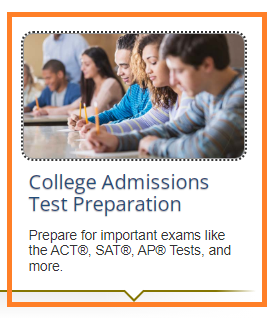 College Admissions
Test Preparation
Prepare for important exams like
the ACT®, SAT®, AP® Tests, and
more.